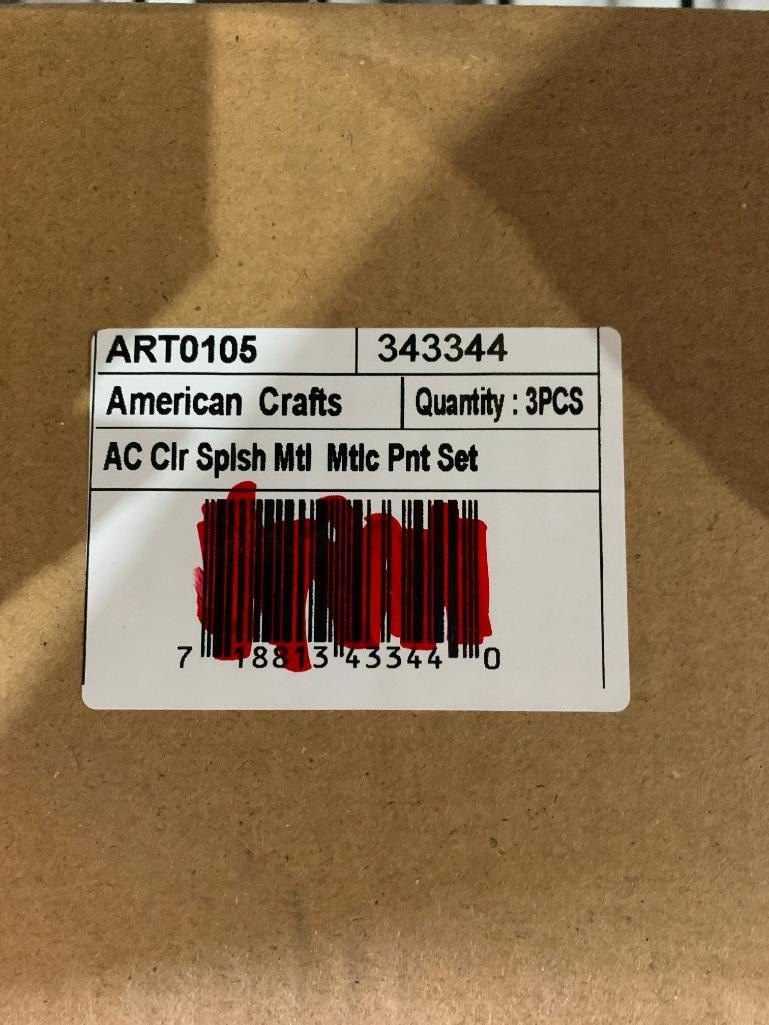 ART0105 343344
American Crafts Quantity : 3PCS
AC Clr Splsh Mtl Mtlc Pnt Set
7 18813 43344 0